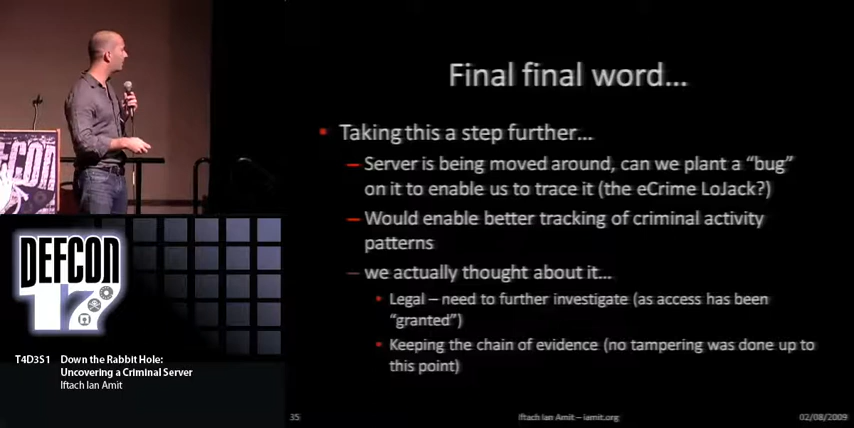 Final final word...
Taking this a step further...
– Server is being moved around, can we plant a "bug"
on it to enable us to trace it (the eCrime LoJack?)
– Would enable better tracking of criminal activity
patterns
– we actually thought about it...
Legal – need to further investigate (as access has been
"granted")
Keeping the chain of evidence (no tampering was done up to
this point)
35
Iftach Ian Amit – iamit.org
02/08/2009
DEFCON
DEFCON
17
T4D3S1 Down the Rabbit Hole:
Uncovering a Criminal Server
Iftach Ian Amit